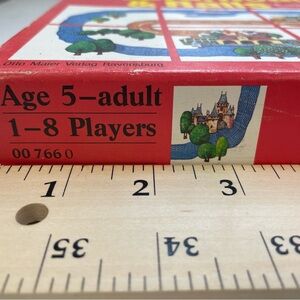 Otto Maier Verlag Ravensburg
Age 5–adult
1–8 Players
00 766 0
1 2 3
35 34 33